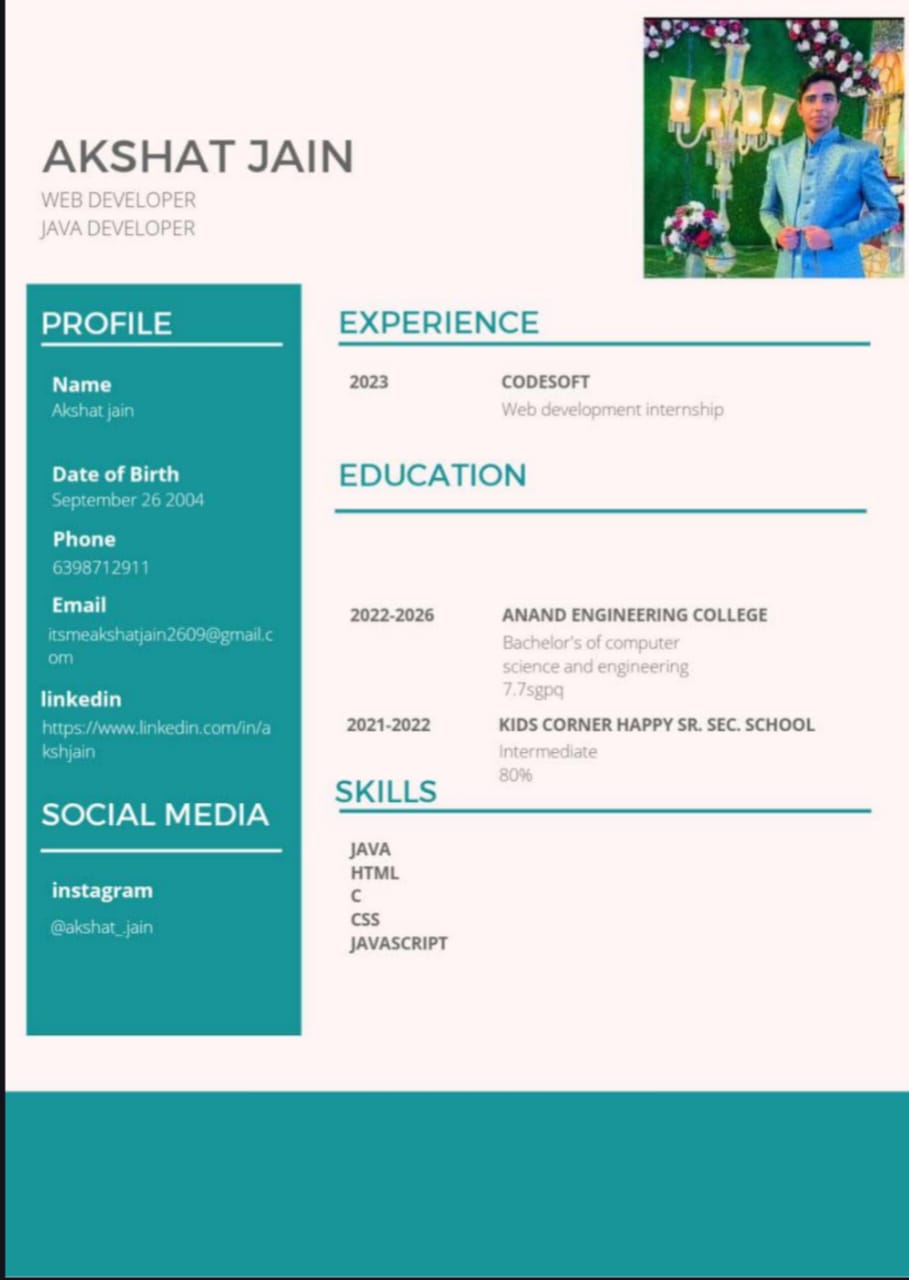 AKSHAT JAIN
WEB DEVELOPER
JAVA DEVELOPER
PROFILE
Name
Akshat jain
Date of Birth
September 26 2004
Phone
6398712911
Email
itsmeakshatjain2609@gmail.c
om
linkedin
https://www.linkedin.com/in/a
kshjain
SOCIAL MEDIA
instagram
@akshat_.jain
EXPERIENCE
2023 CODESOFT
Web development internship
EDUCATION
2022-2026 ANAND ENGINEERING COLLEGE
Bachelor's of computer
science and engineering
7.7sgpq
2021-2022 KIDS CORNER HAPPY SR. SEC. SCHOOL
Intermediate
80%
SKILLS
JAVA
HTML
C
CSS
JAVASCRIPT